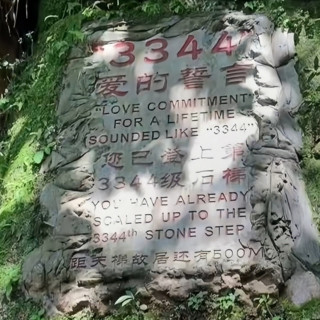 “3344”
爱的誓言
“LOVE COMMITMENT
FOR A LIFETIME
(SOUNDED LIKE “3344”
您已登上第
3344级石梯
YOU HAVE ALREADY
SCALED UP TO THE
3344th STONE STEP
距天梯故居还有500M